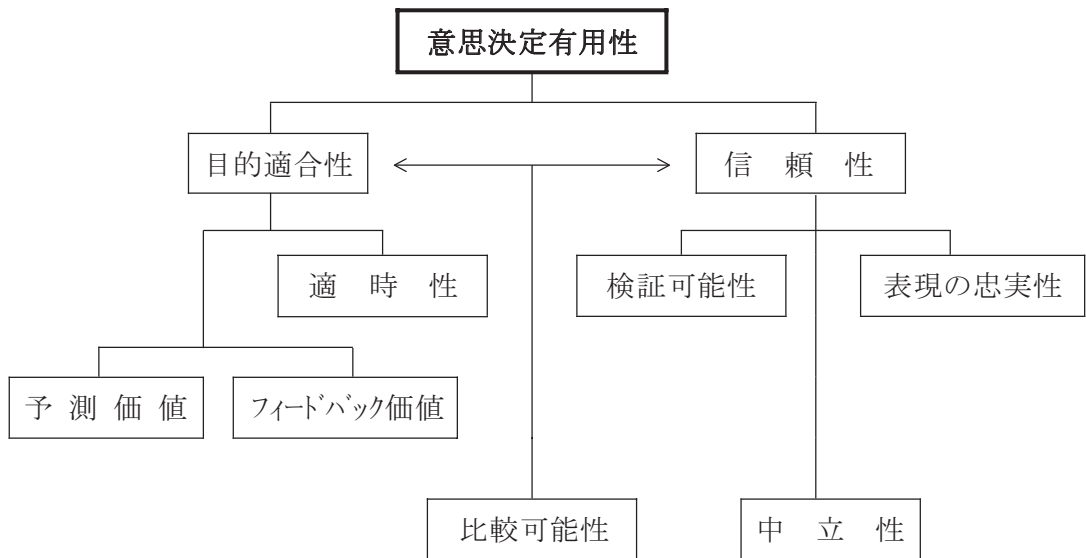 意思決定有用性
目的適合性
信頼性
適時性
検証可能性
表現の忠実性
予測価値
フィードバック価値
比較可能性
中立性